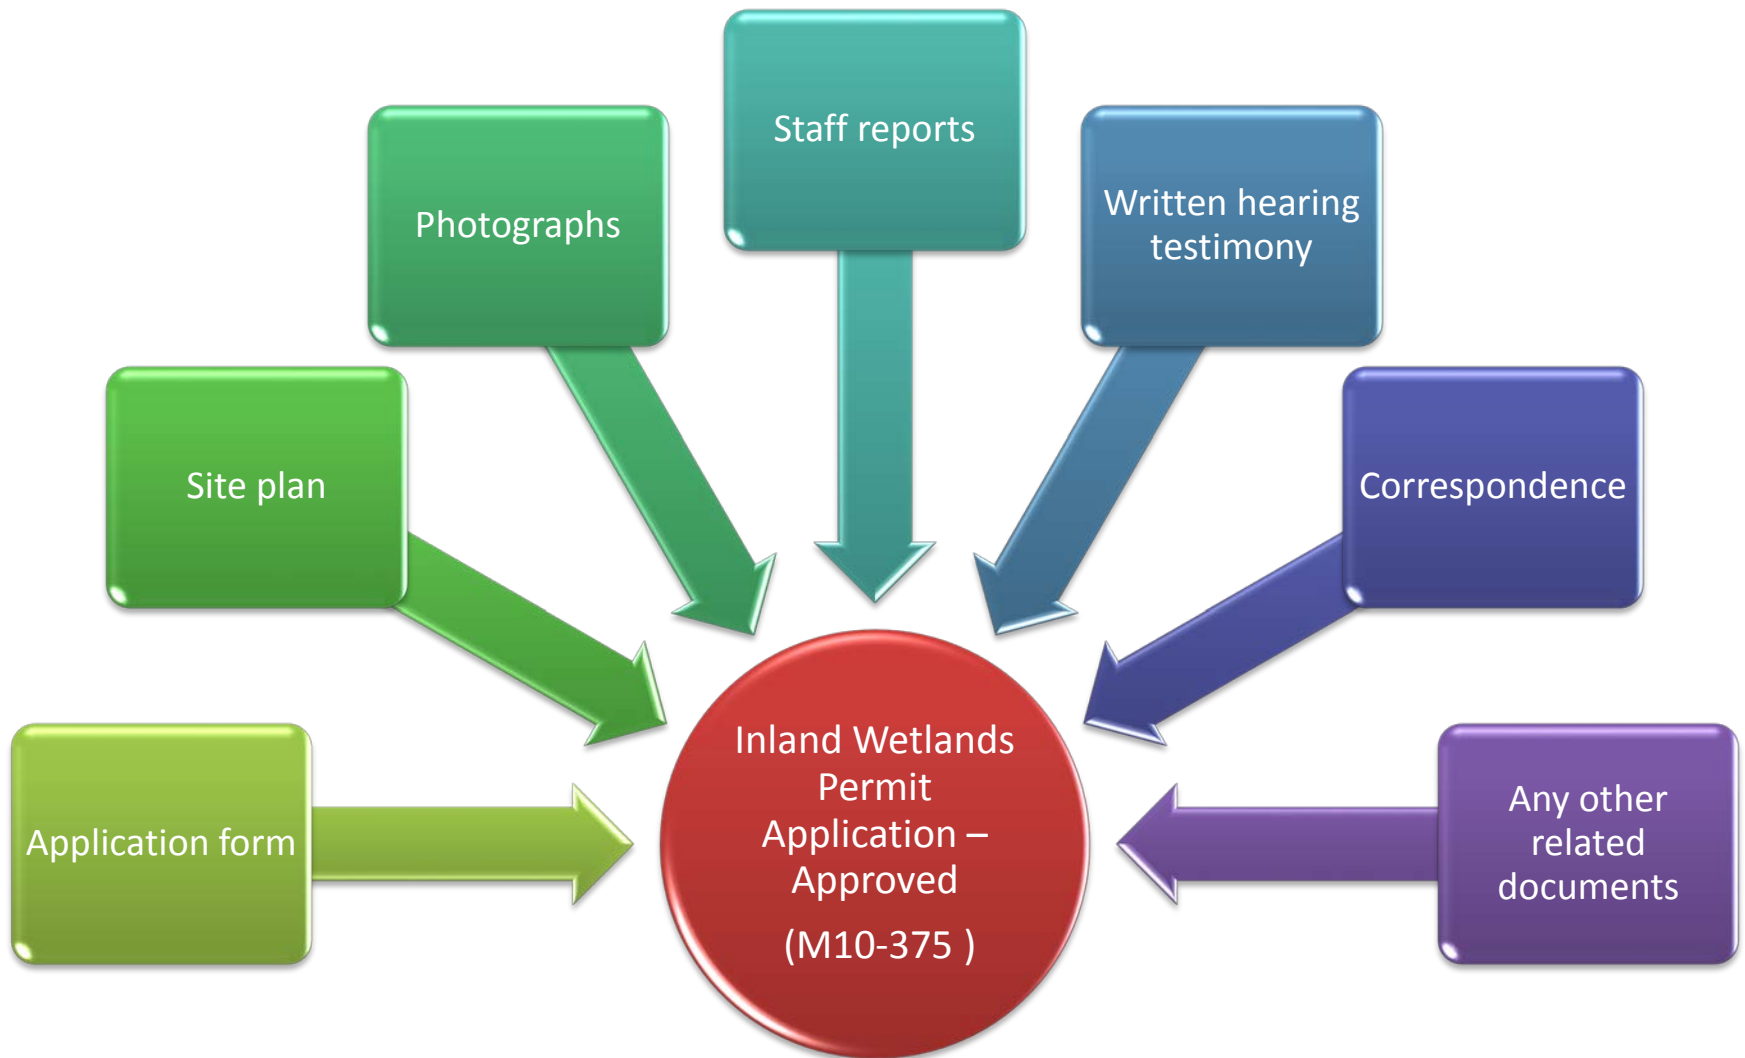 Staff reports
Photographs
Written hearing
testimony
Site plan
Correspondence
Application form
Inland Wetlands
Permit
Application –
Approved
(M10-375 )
Any other
related
documents